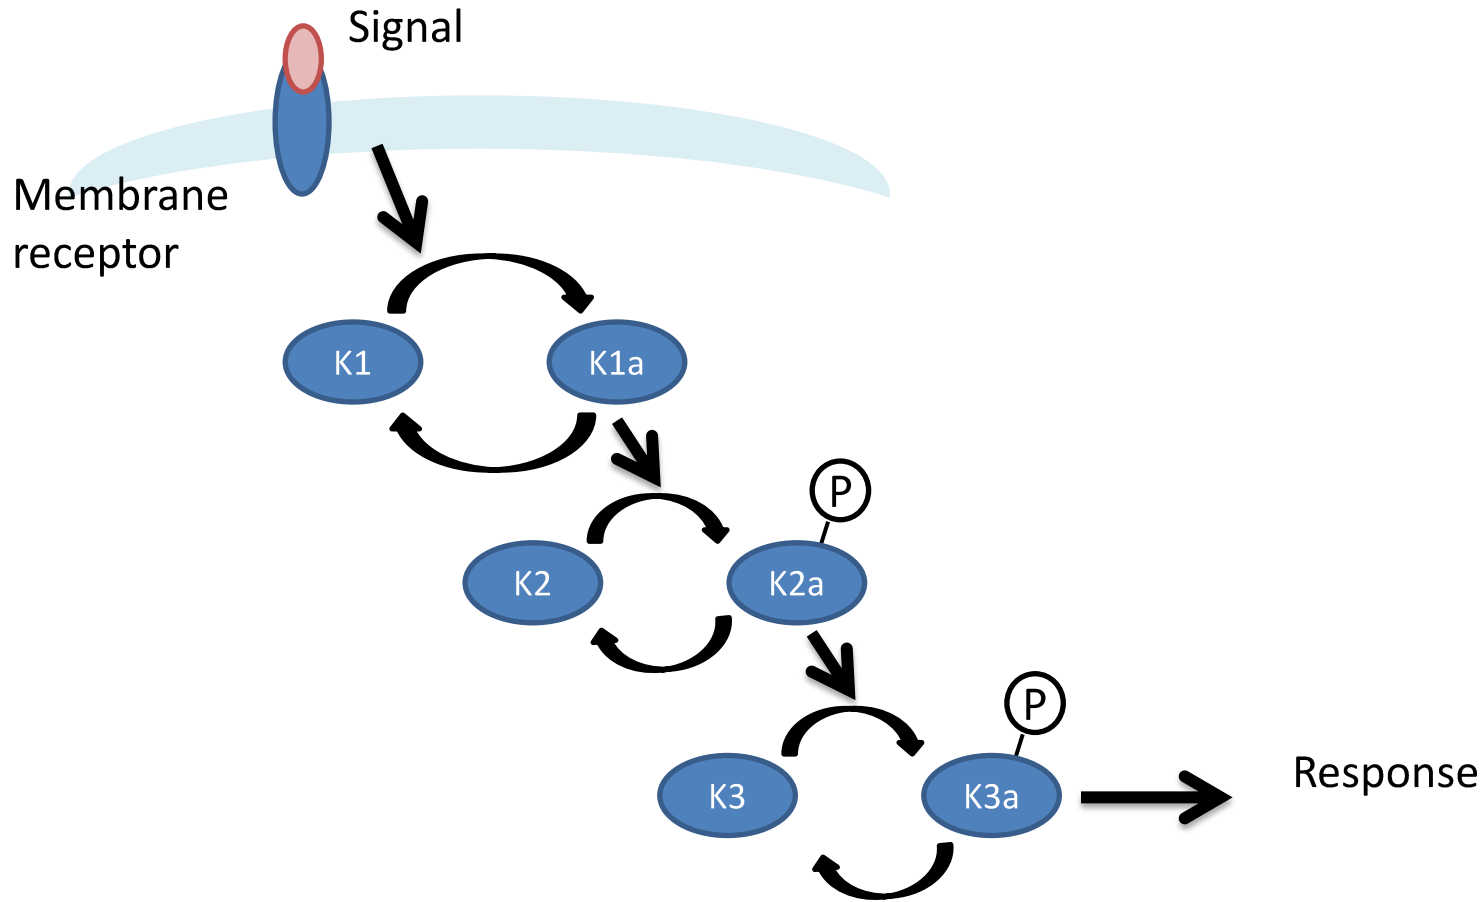 Signal
Membrane
receptor
K1
K1a
P
K2
K2a
P
K3
K3a
Response